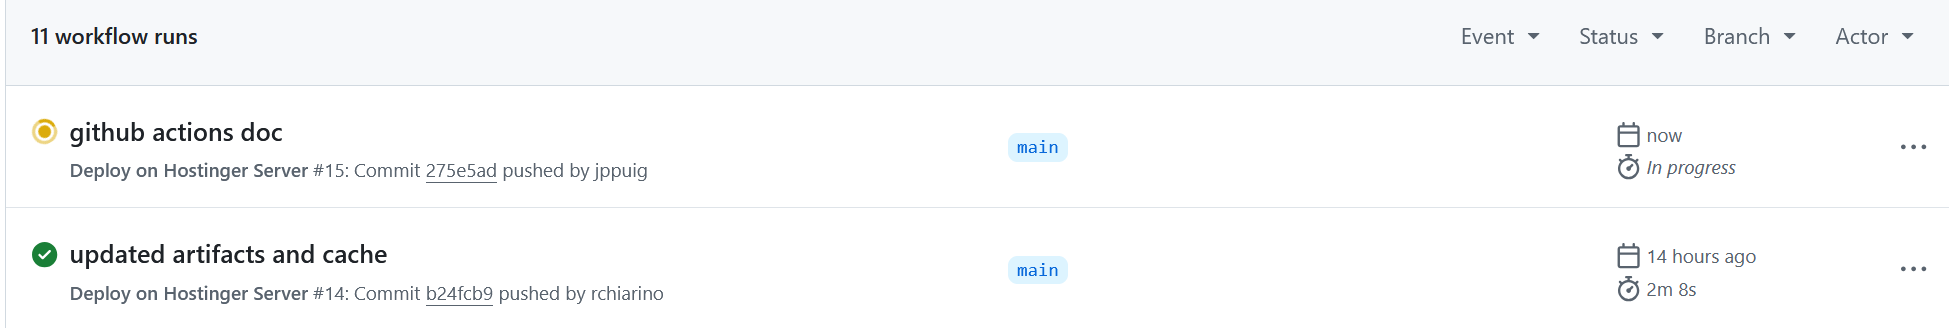 11 workflow runs
Event
Status
Branch
Actor
github actions doc
Deploy on Hostinger Server #15: Commit 275e5ad pushed by jppuig
main
now
In progress
updated artifacts and cache
Deploy on Hostinger Server #14: Commit b24fcb9 pushed by rchiarino
main
14 hours ago
2m 8s